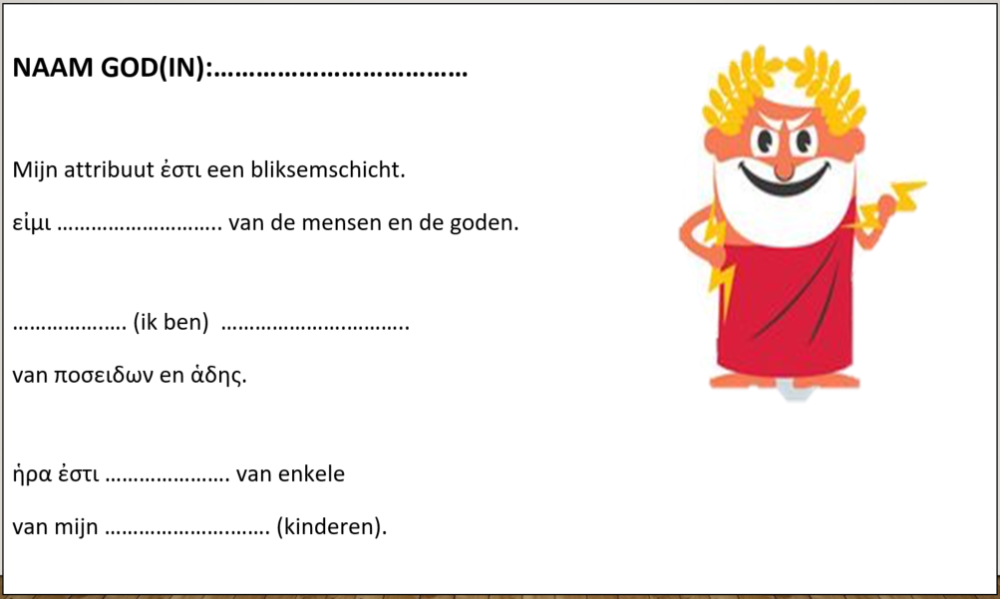 NAAM GOD(IN):………………………………
Mijn attribuut ἐστι een bliksemschicht.
εἰμι ……………………….. van de mensen en de goden.
……………….. (ik ben) ……………………………..
van ποσειδων en ἁδης.
ἡρα ἐστι …………………. van enkele
van mijn ……………………….. (kinderen).